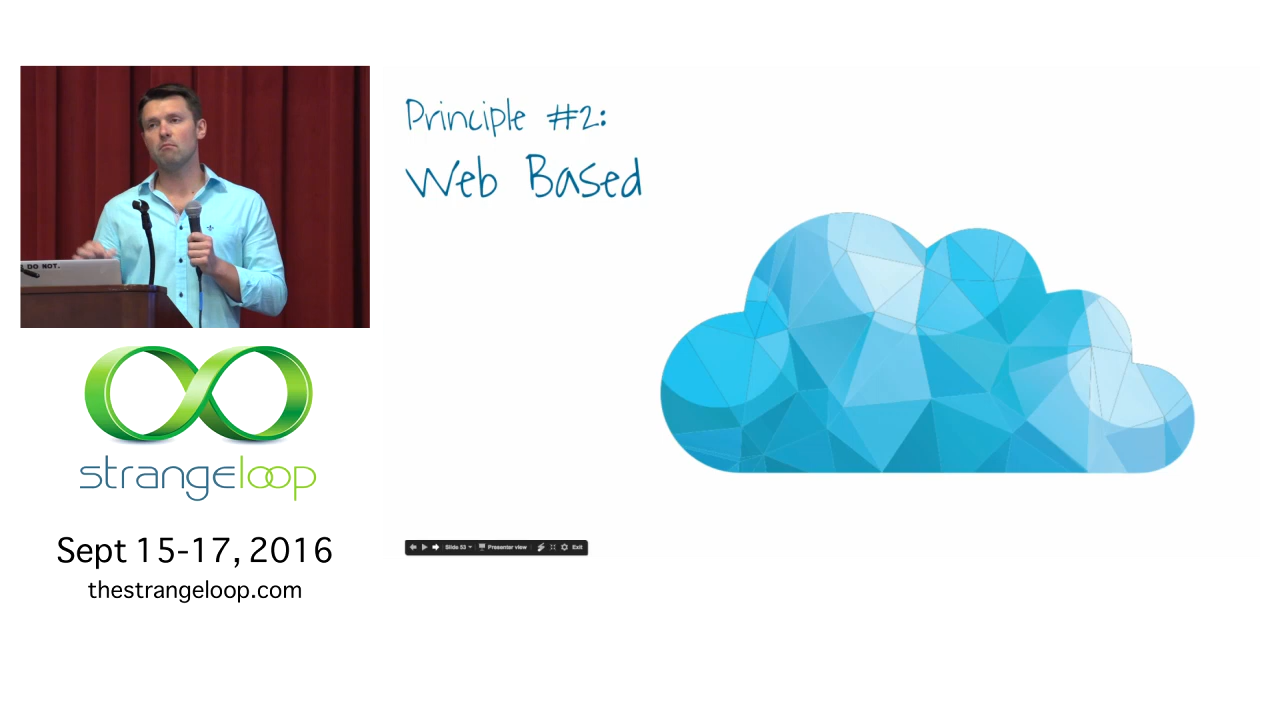 DO NOT.
strangeloop
Sept 15-17, 2016
thestrangeloop.com
Principle #2:
Web Based
Slide 53
Presenter view
Exit